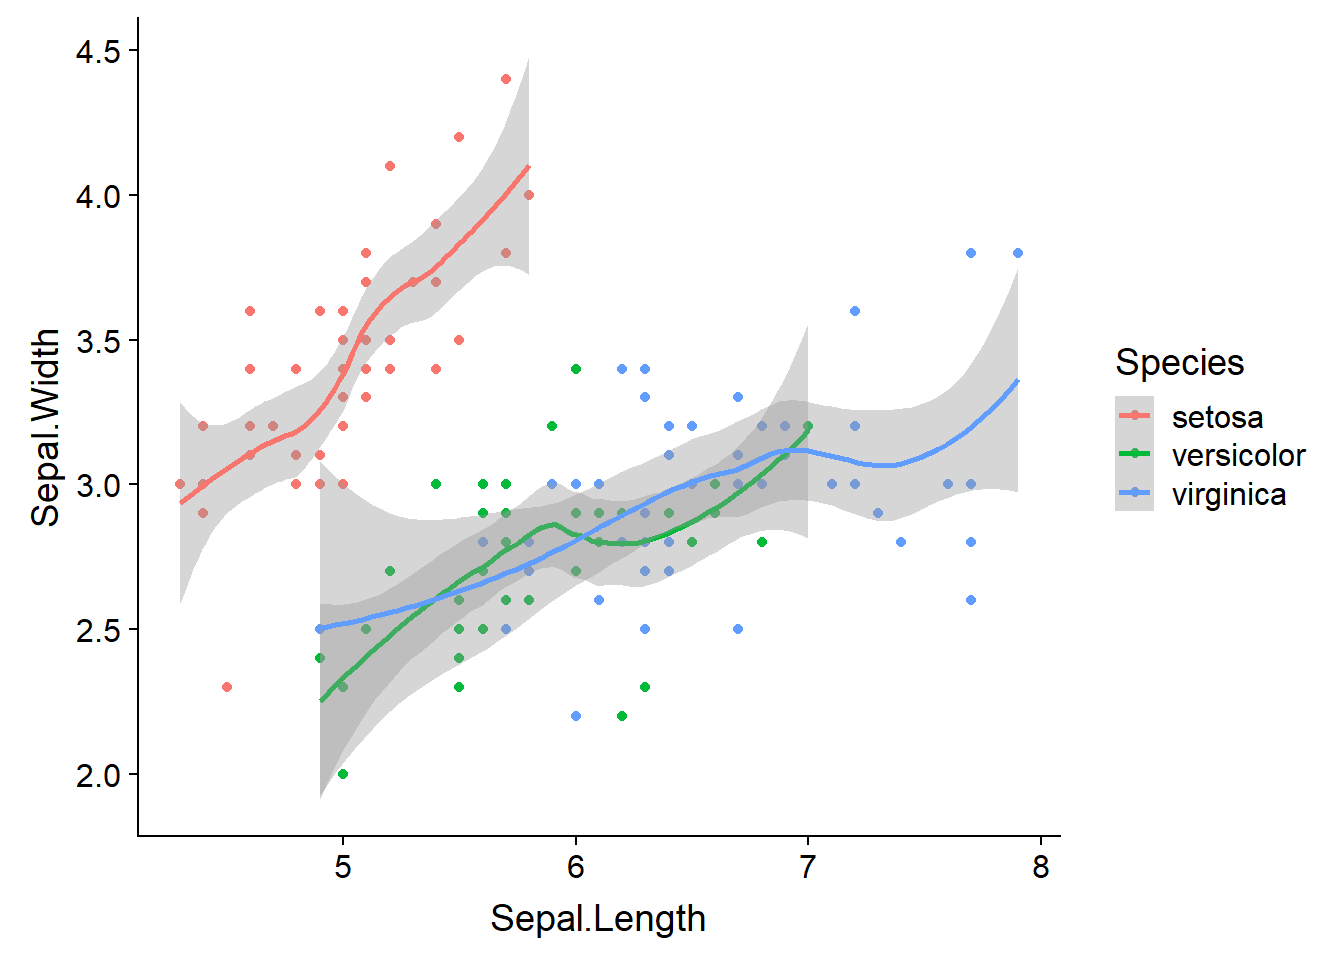 4.5
4.0
3.5
3.0
2.5
2.0
Sepal.Width
5 6 7 8
Sepal.Length
Species
setosa
versicolor
virginica